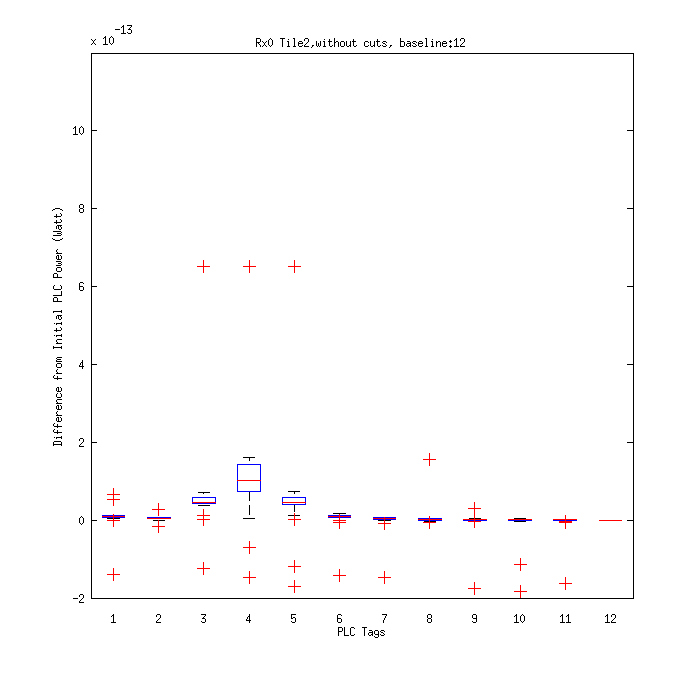 x 10^-13
Rx0 Tile2,without cuts, baseline:12
10
8
6
4
2
0
-2
Difference from Initial PLC Power (Watt)
1 2 3 4 5 6 7 8 9 10 11 12
PLC Tags